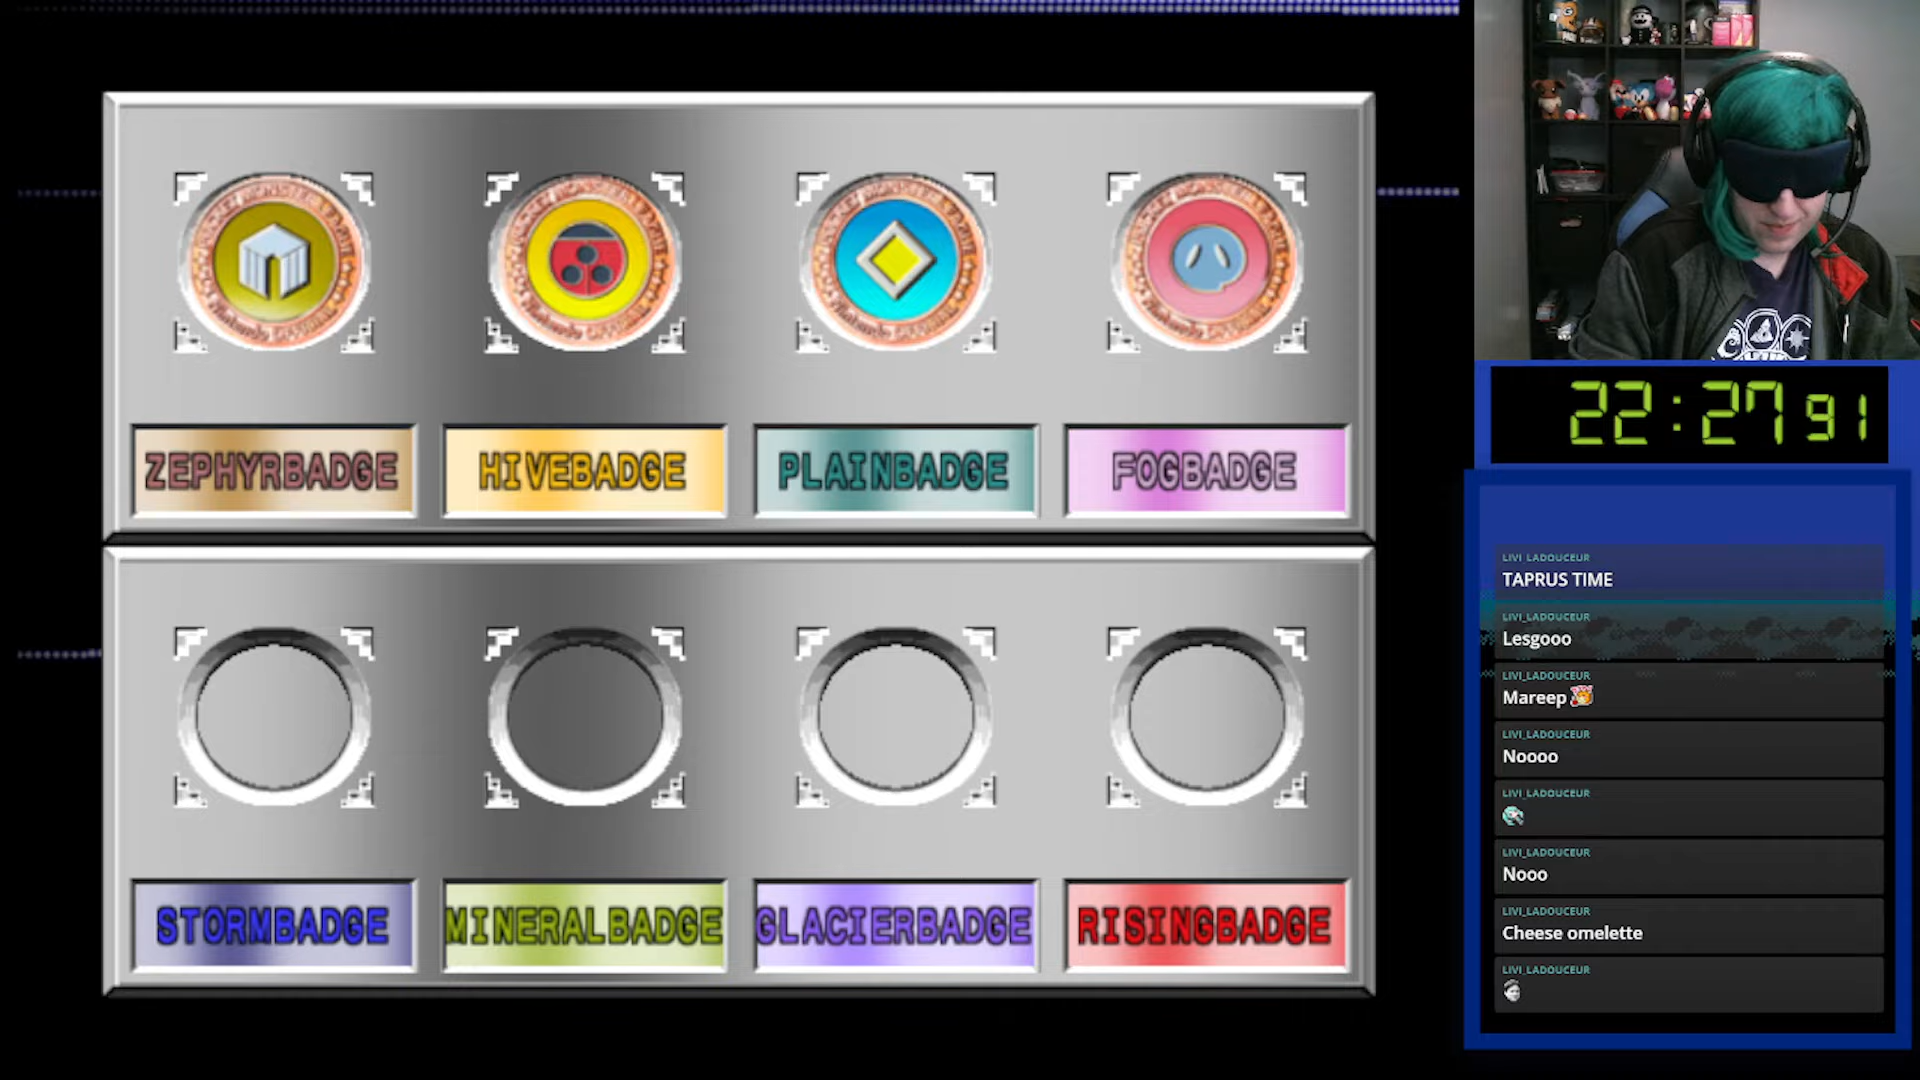 ZEPHYRBADGE
HIVEBADGE
PLAINBADGE
FOGBADGE
STORMBADGE
MINERALBADGE
GLACIERBADGE
RISINGBADGE
22:27 91
LIVI_LADOUCEUR
TAPRUS TIME
LIVI_LADOUCEUR
Lesgooo
LIVI_LADOUCEUR
Mareep
LIVI_LADOUCEUR
Noooo
LIVI_LADOUCEUR
LIVI_LADOUCEUR
Nooo
LIVI_LADOUCEUR
Cheese omelette
LIVI_LADOUCEUR